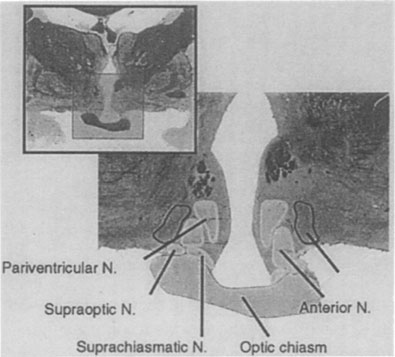 Pariventricular N.
Supraoptic N.
Anterior N.
Suprachiasmatic N.
Optic chiasm